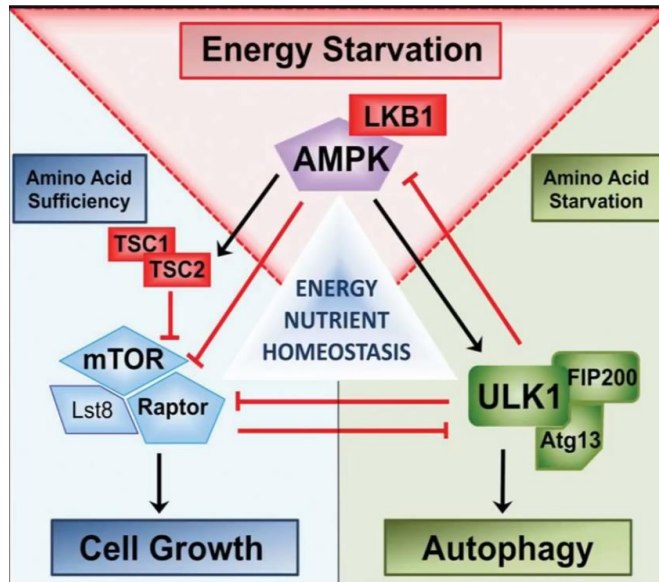 Energy Starvation
LKB1
AMPK
Amino Acid
Sufficiency
Amino Acid
Starvation
TSC1
TSC2
ENERGY
NUTRIENT
HOMEOSTASIS
mTOR
Lst8
Raptor
ULK1
FIP200
Atg13
Cell Growth
Autophagy